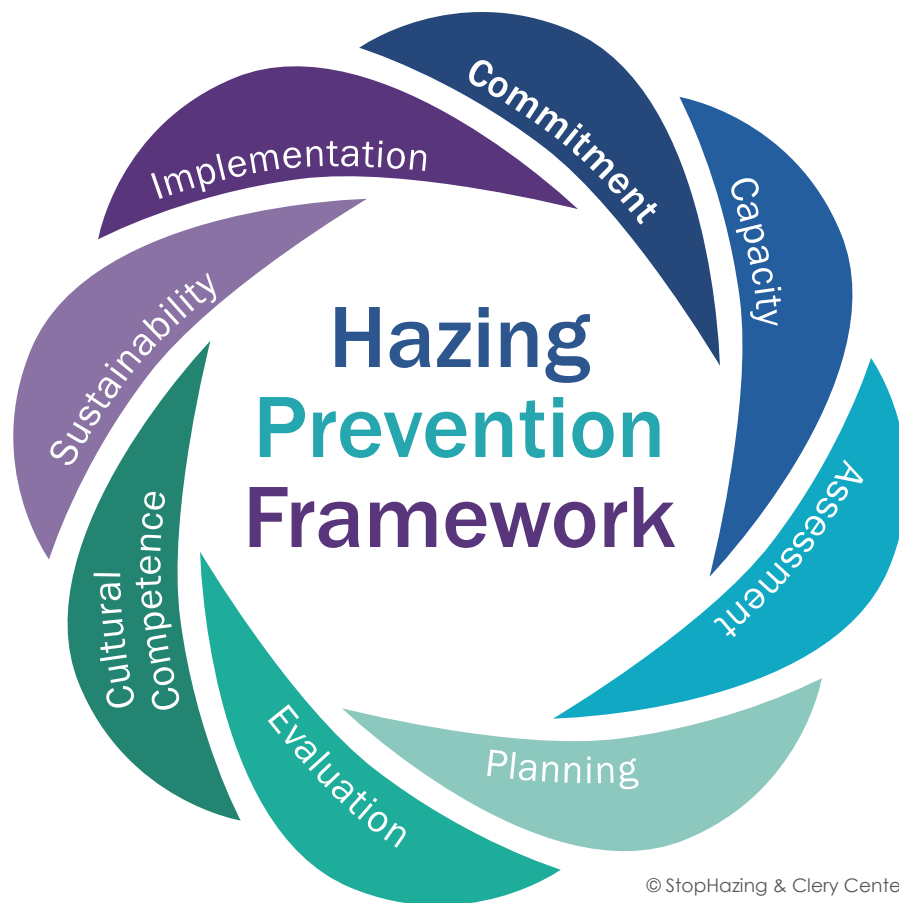 Hazing
Prevention
Framework
Commitment
Capacity
Assessment
Planning
Evaluation
Cultural
Competence
Sustainability
Implementation
© StopHazing & Clery Cente